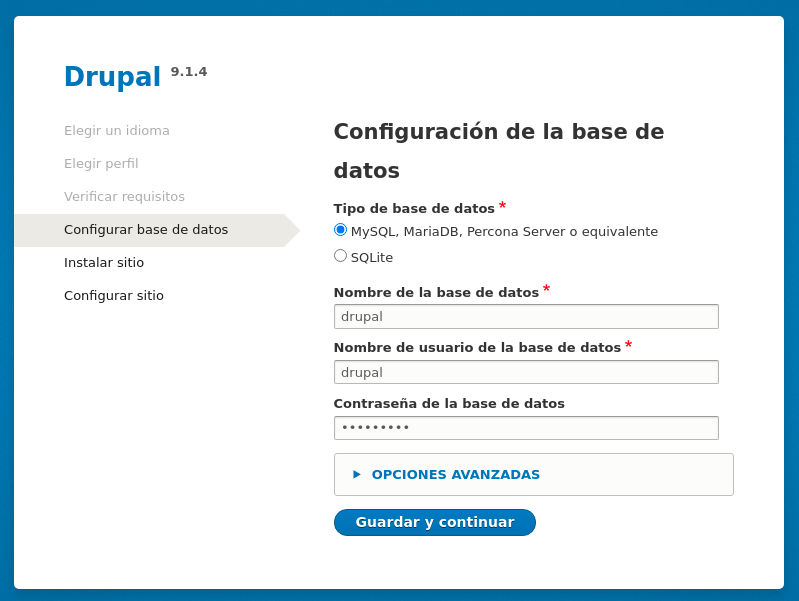 Drupal 9.1.4
Elegir un idioma
Elegir perfil
Verificar requisitos
Configurar base de datos
Instalar sitio
Configurar sitio
Configuración de la base de
datos
Tipo de base de datos *
MySQL, MariaDB, Percona Server o equivalente
SQLite
Nombre de la base de datos *
drupal
Nombre de usuario de la base de datos *
drupal
Contraseña de la base de datos
•••••••••
OPCIONES AVANZADAS
Guardar y continuar